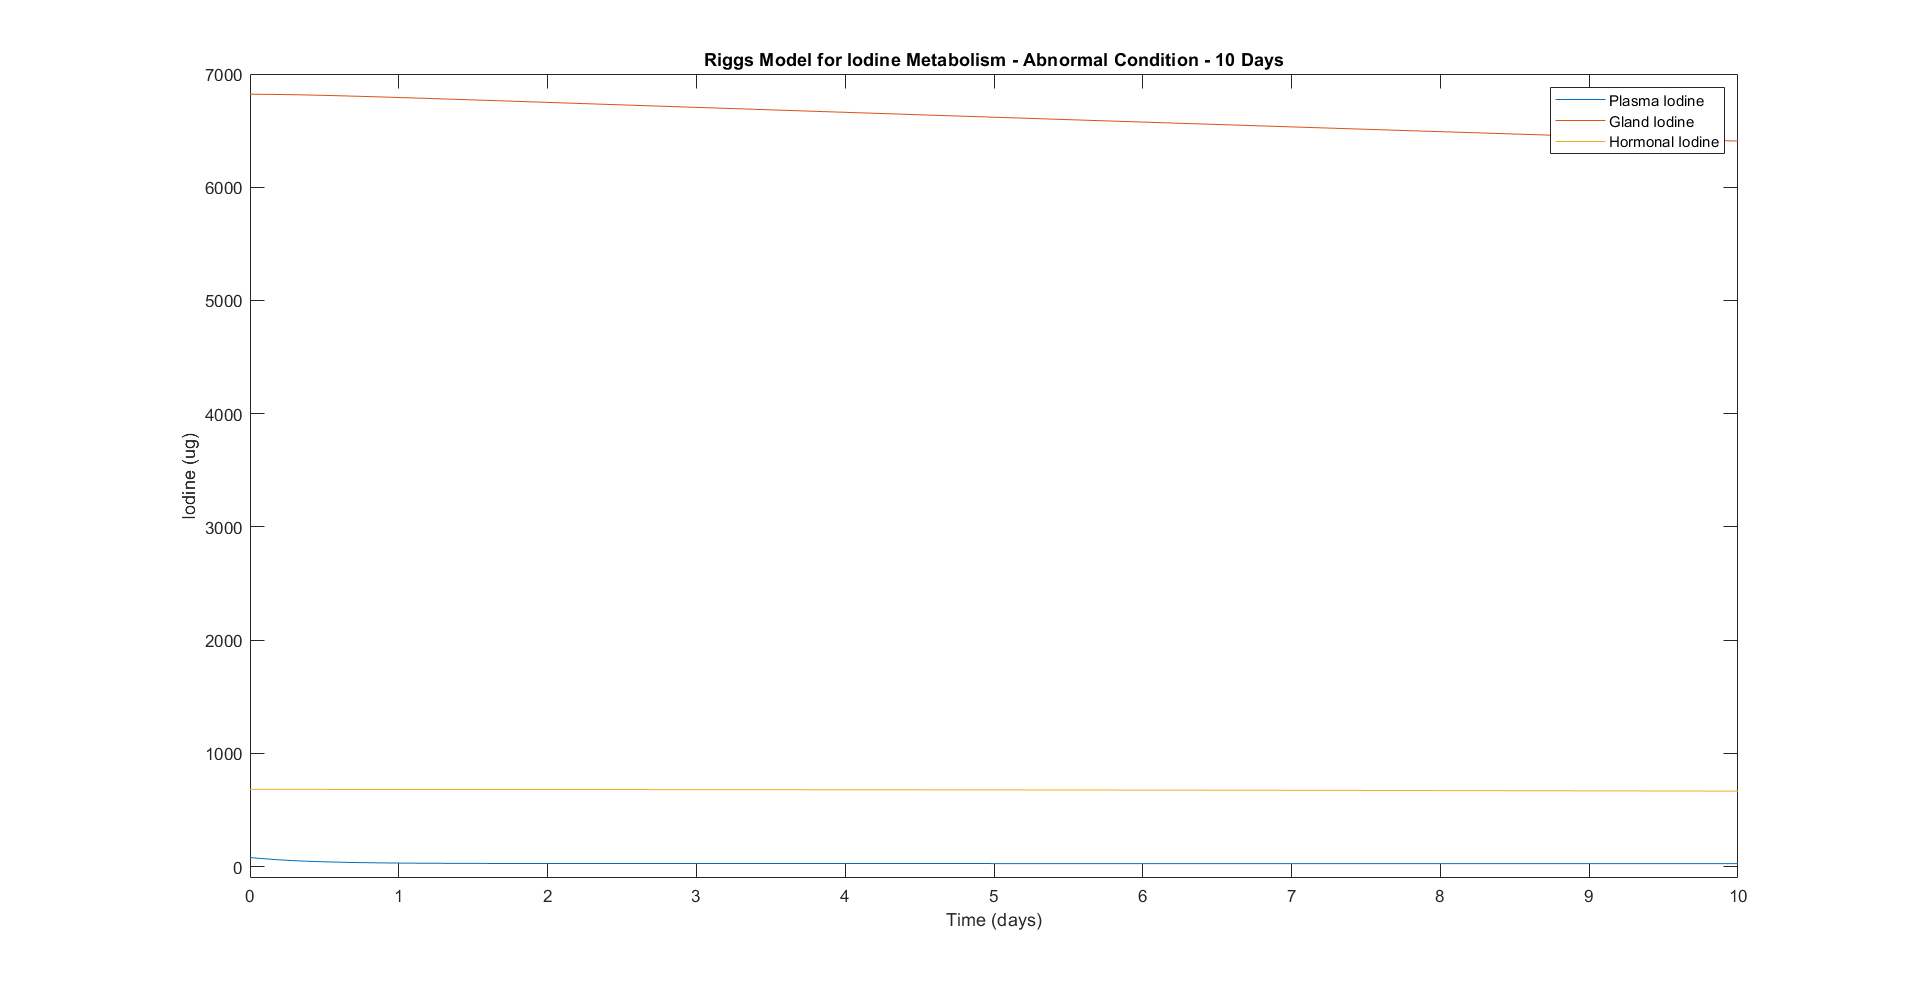 Riggs Model for Iodine Metabolism - Abnormal Condition - 10 Days
7000
6000
5000
4000
3000
2000
1000
0
Iodine (ug)
Plasma Iodine
Gland Iodine
Hormonal Iodine
0 1 2 3 4 5 6 7 8 9 10
Time (days)